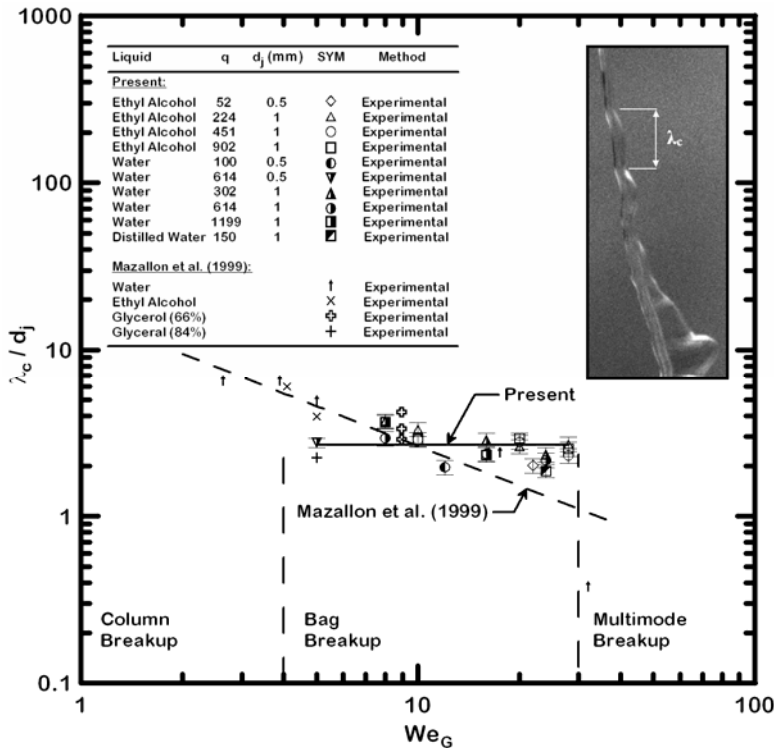 1000
100
10
1
0.1
λc / dj
Liquid q dj (mm) SYM Method
Present:
Ethyl Alcohol 52 0.5 ◇ Experimental
Ethyl Alcohol 224 1 △ Experimental
Ethyl Alcohol 451 1 ○ Experimental
Ethyl Alcohol 902 1 □ Experimental
Water 100 0.5 Experimental
Water 614 0.5 Experimental
Water 302 1 Experimental
Water 614 1 Experimental
Water 1199 1 Experimental
Distilled Water 150 1 Experimental
Mazallon et al. (1999):
Water ↑ Experimental
Ethyl Alcohol × Experimental
Glycerol (66%) Experimental
Glyceral (84%) + Experimental
λc
Present
Mazallon et al. (1999)
Column
Breakup
Bag
Breakup
Multimode
Breakup
1 10 100
WeG